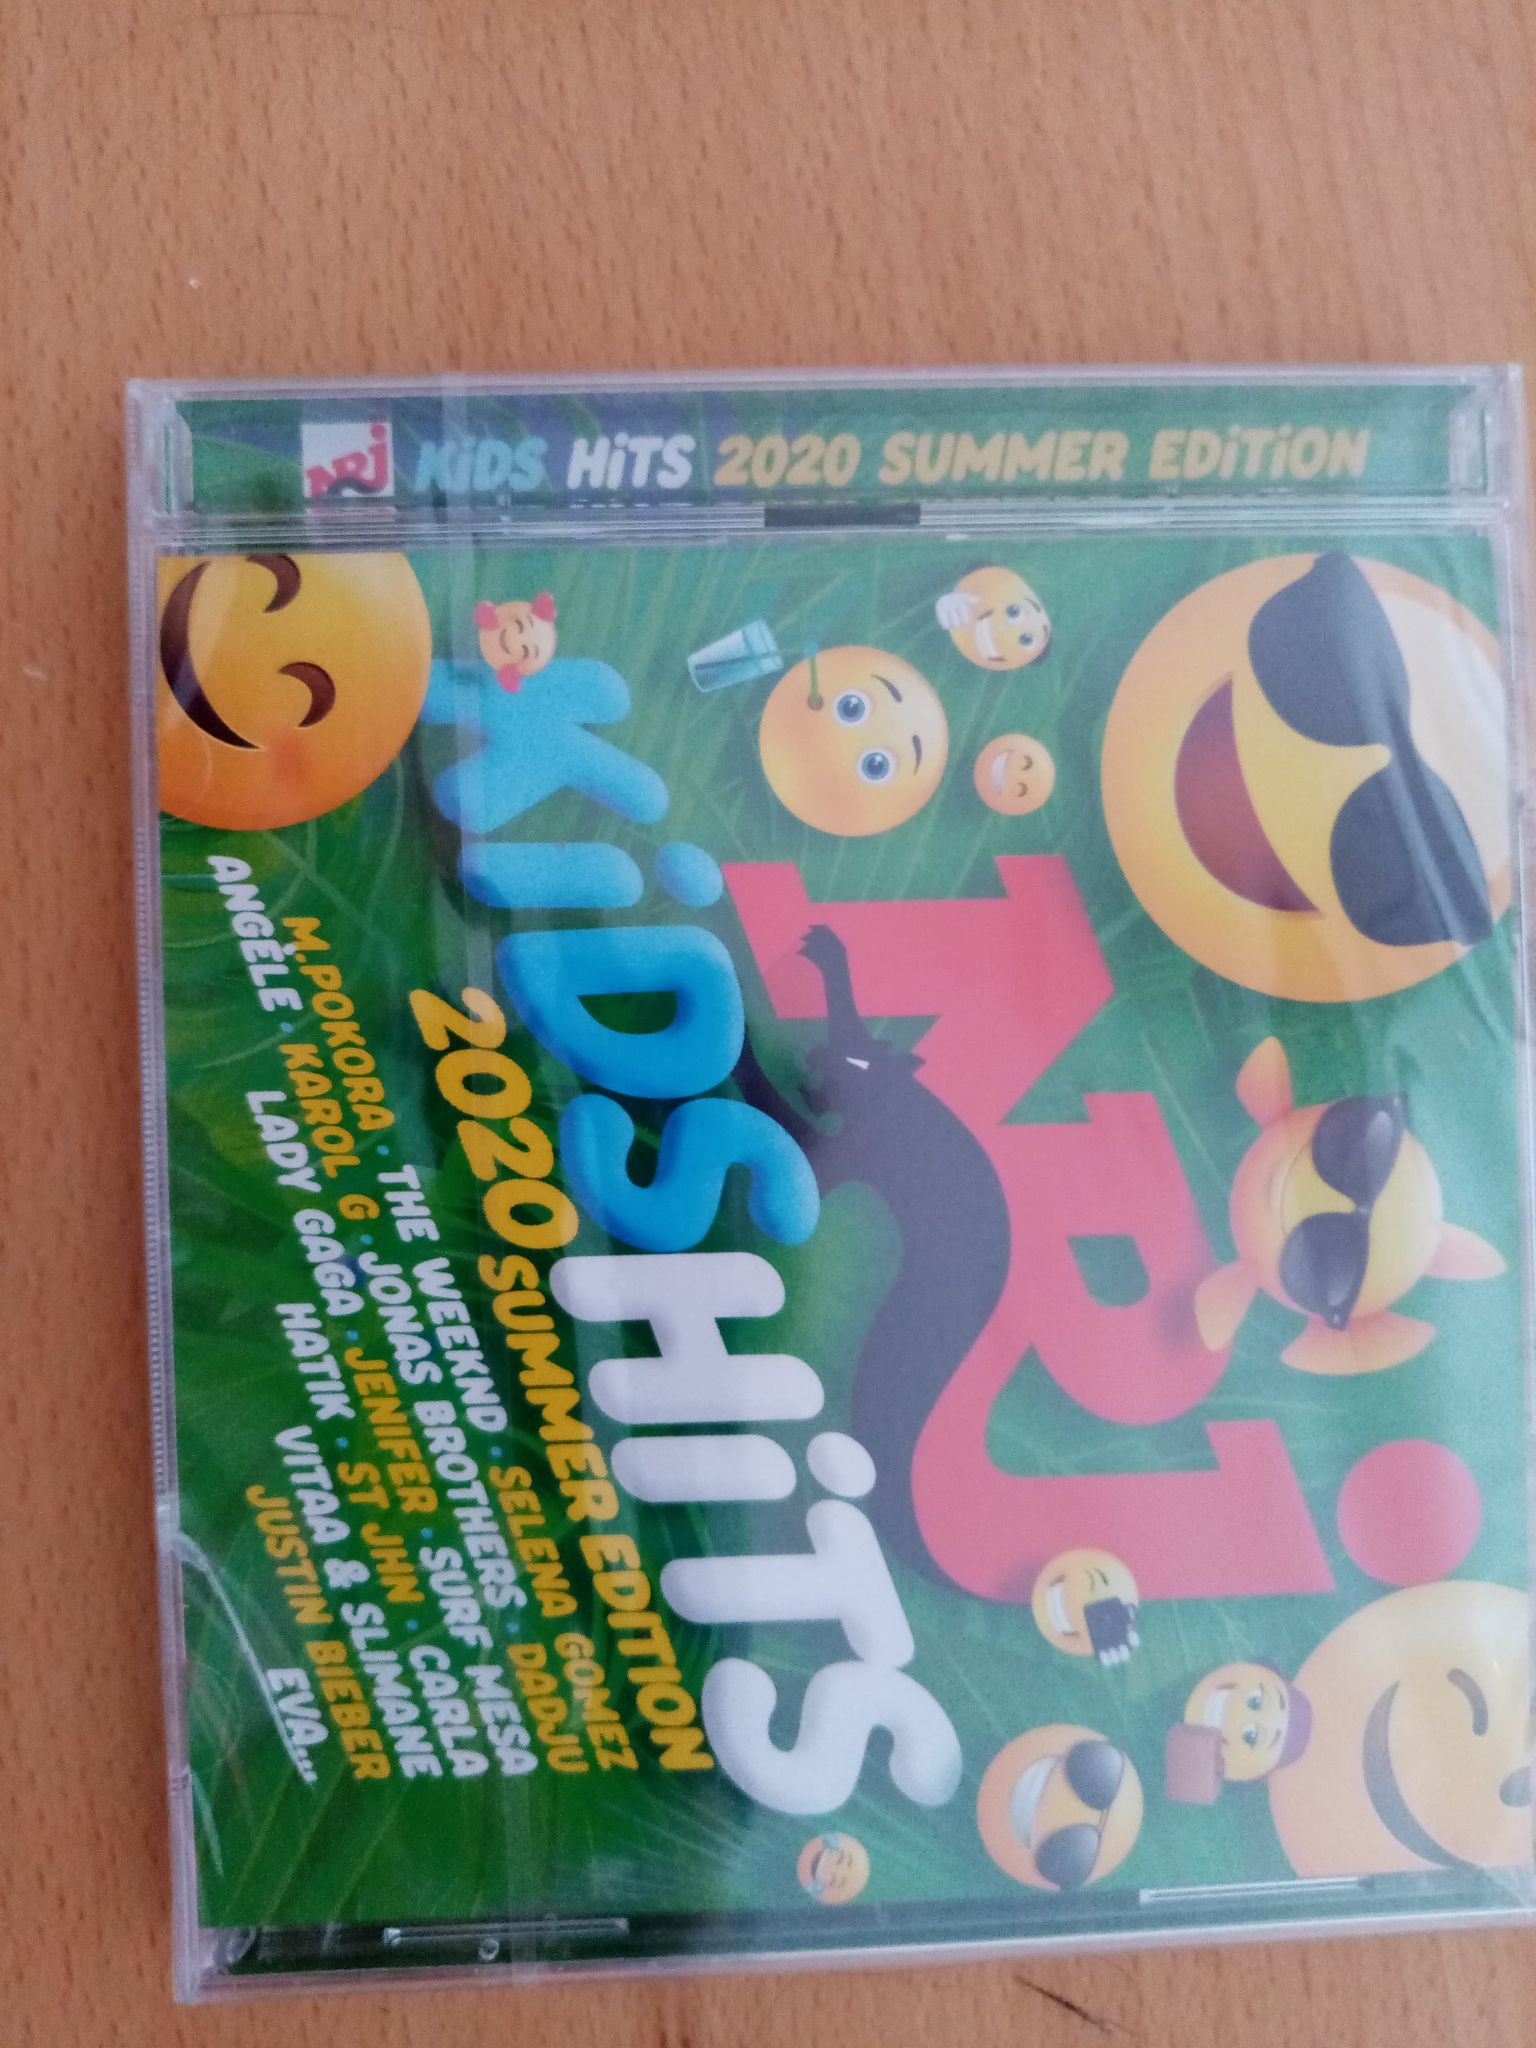 NRJ. KiDS HiTS 2020 SUMMER EDiTiON
NRJ
KiDS HiTS
2020 SUMMER EDITION
M.POKORA · THE WEEKND · SELENA GOMEZ
ANGÈLE · KAROL G · JONAS BROTHERS · DADJU
LADY GAGA · JENIFER · SURF MESA
HATIK · ST JHN · CARLA
VITAA & SLIMANE
JUSTIN BIEBER
EVA...